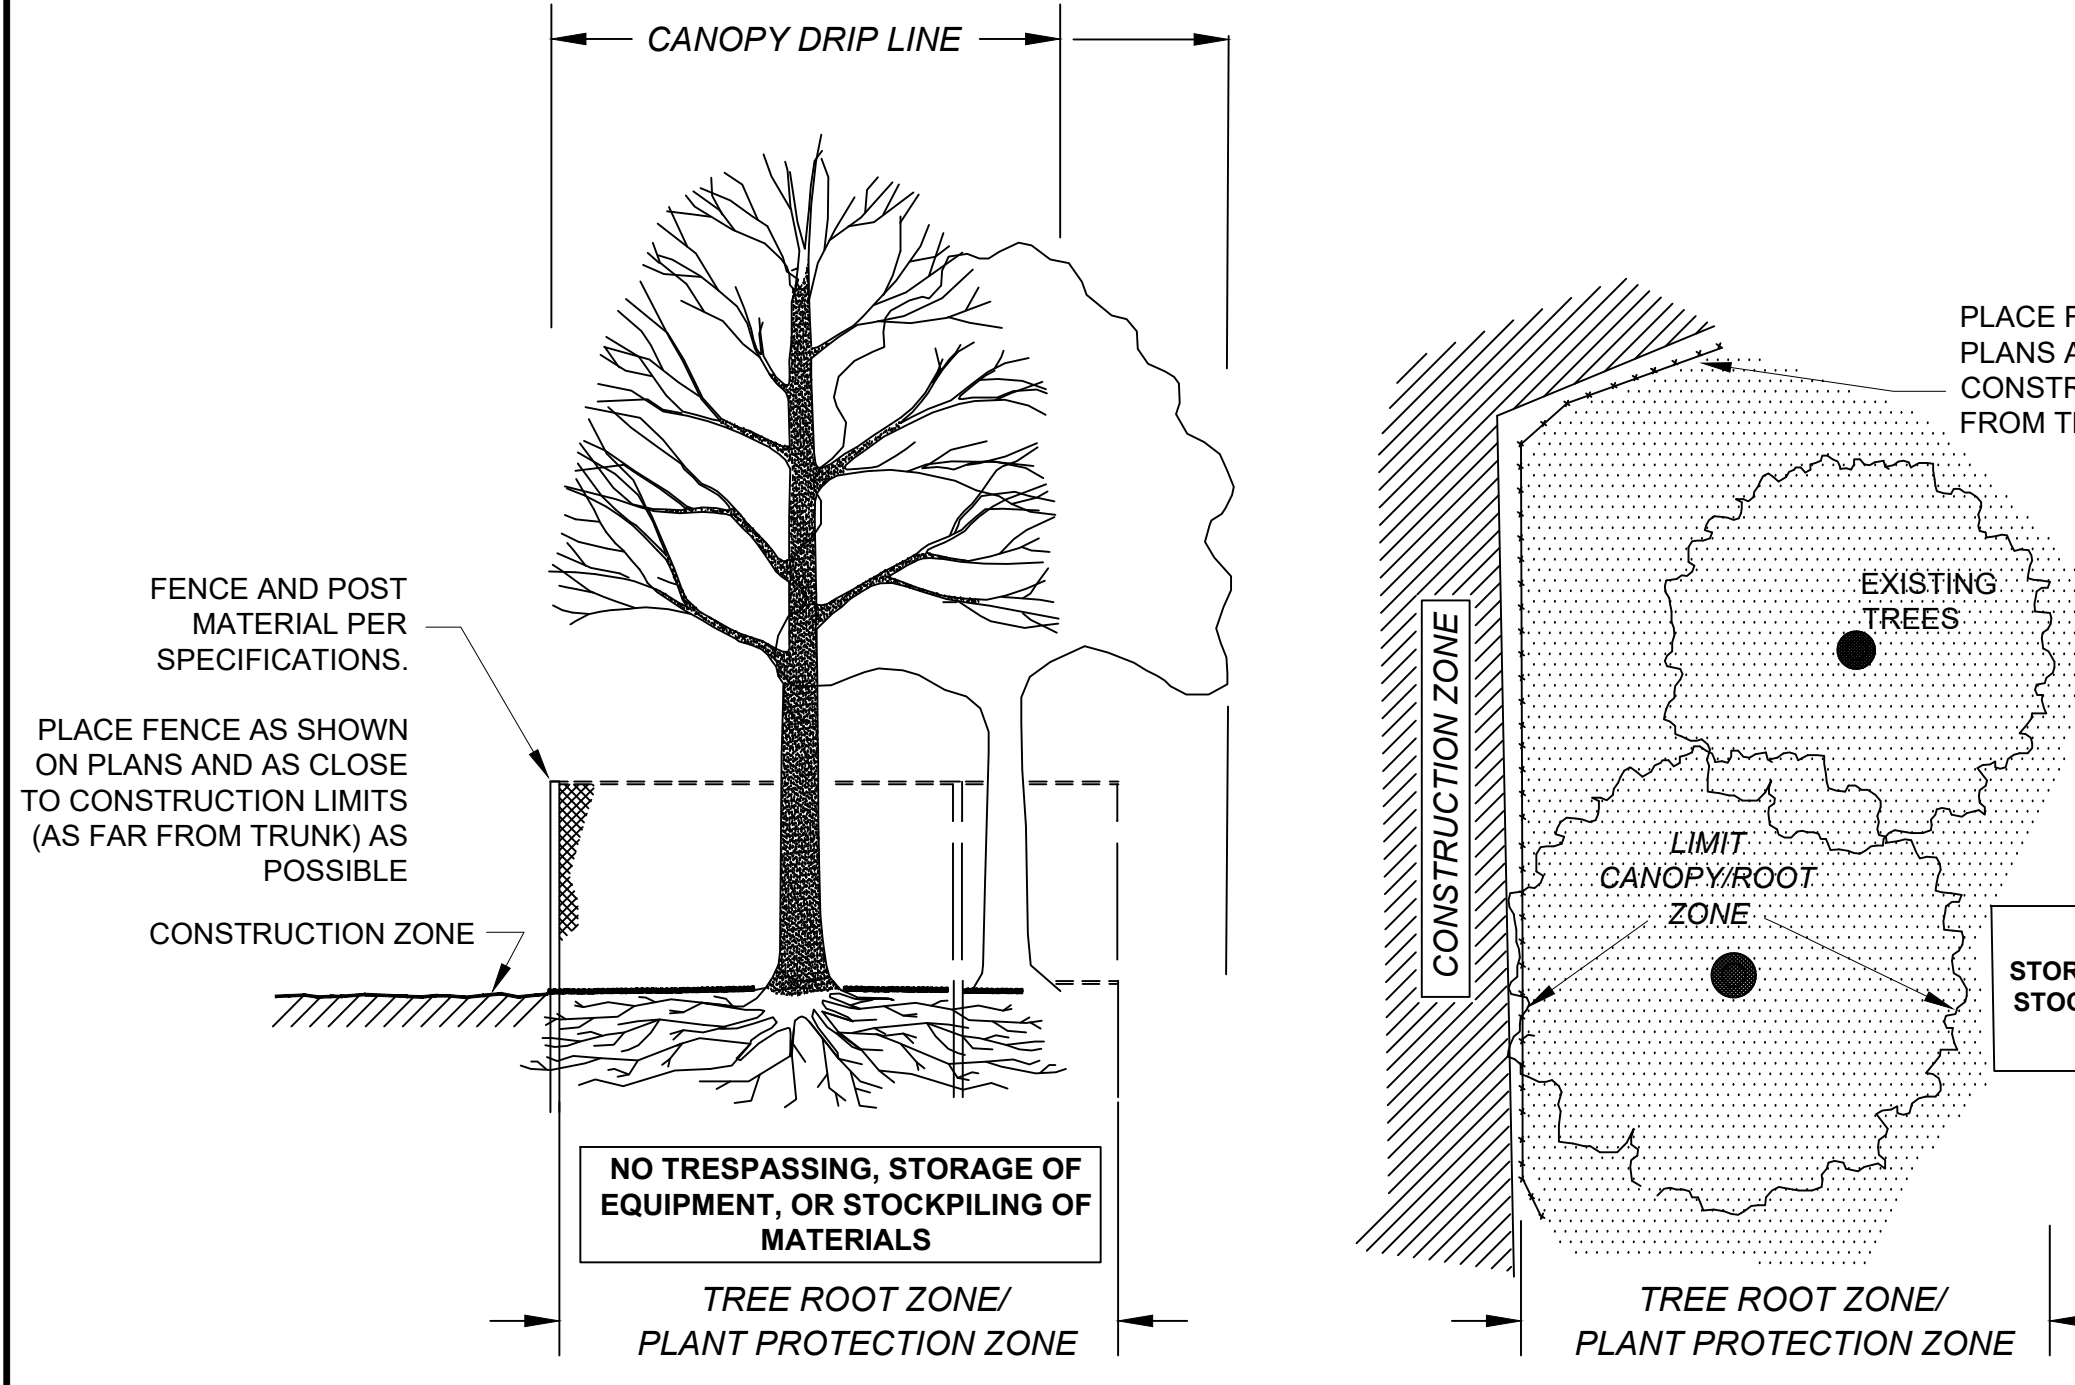 CANOPY DRIP LINE
FENCE AND POST
MATERIAL PER
SPECIFICATIONS.
PLACE FENCE AS SHOWN
ON PLANS AND AS CLOSE
TO CONSTRUCTION LIMITS
(AS FAR FROM TRUNK) AS
POSSIBLE
CONSTRUCTION ZONE
NO TRESPASSING, STORAGE OF
EQUIPMENT, OR STOCKPILING OF
MATERIALS
TREE ROOT ZONE/
PLANT PROTECTION ZONE
PLACE
PLANS
FROM
CONSTRUCTION ZONE
EXISTING
TREES
LIMIT
CANOPY/ROOT
ZONE
TREE ROOT ZONE/
PLANT PROTECTION ZONE